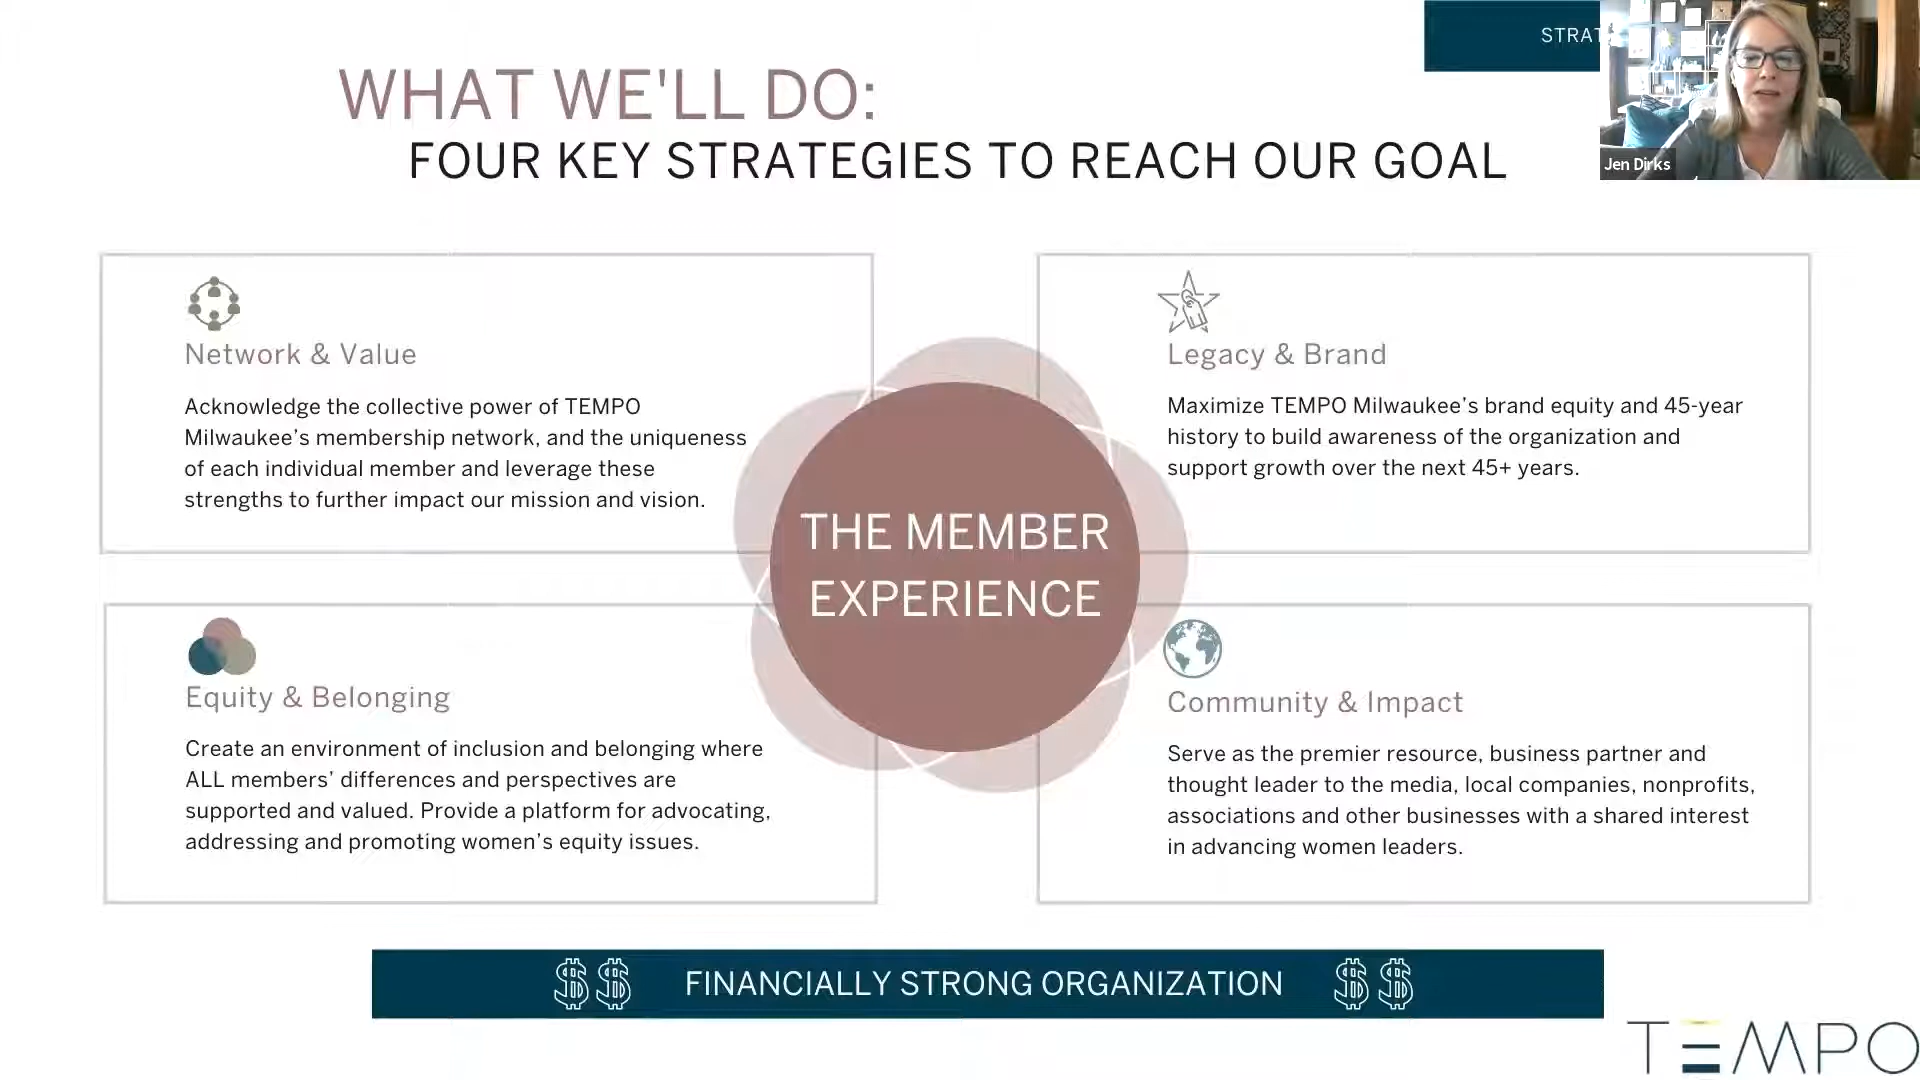 STRAT
WHAT WE'LL DO:
FOUR KEY STRATEGIES TO REACH OUR GOAL
Jen Dirks
Network & Value
Acknowledge the collective power of TEMPO
Milwaukee's membership network, and the uniqueness
of each individual member and leverage these
strengths to further impact our mission and vision.
Legacy & Brand
Maximize TEMPO Milwaukee's brand equity and 45-year
history to build awareness of the organization and
support growth over the next 45+ years.
THE MEMBER
EXPERIENCE
Equity & Belonging
Create an environment of inclusion and belonging where
ALL members' differences and perspectives are
supported and valued. Provide a platform for advocating,
addressing and promoting women's equity issues.
Community & Impact
Serve as the premier resource, business partner and
thought leader to the media, local companies, nonprofits,
associations and other businesses with a shared interest
in advancing women leaders.
$$ FINANCIALLY STRONG ORGANIZATION $$
TEMPO